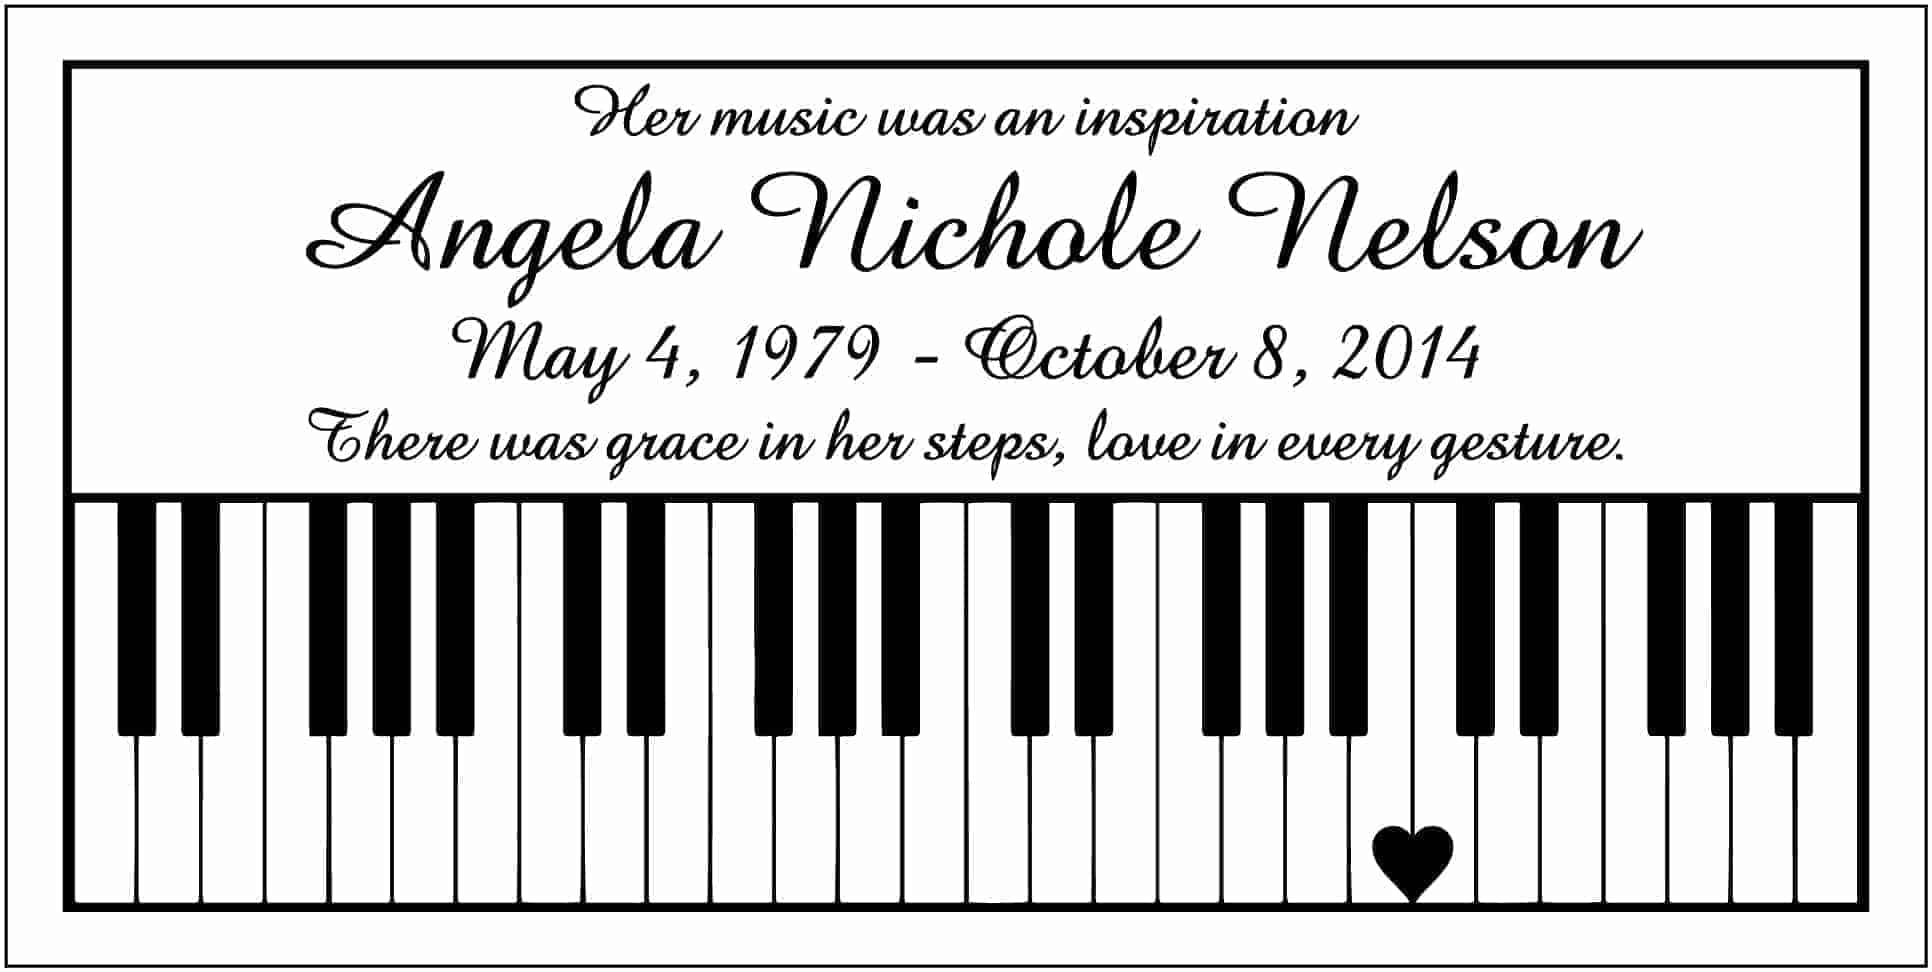 Her music was an inspiration
Angela Nichole Nelson
May 4, 1979 - October 8, 2014
There was grace in her steps, love in every gesture.